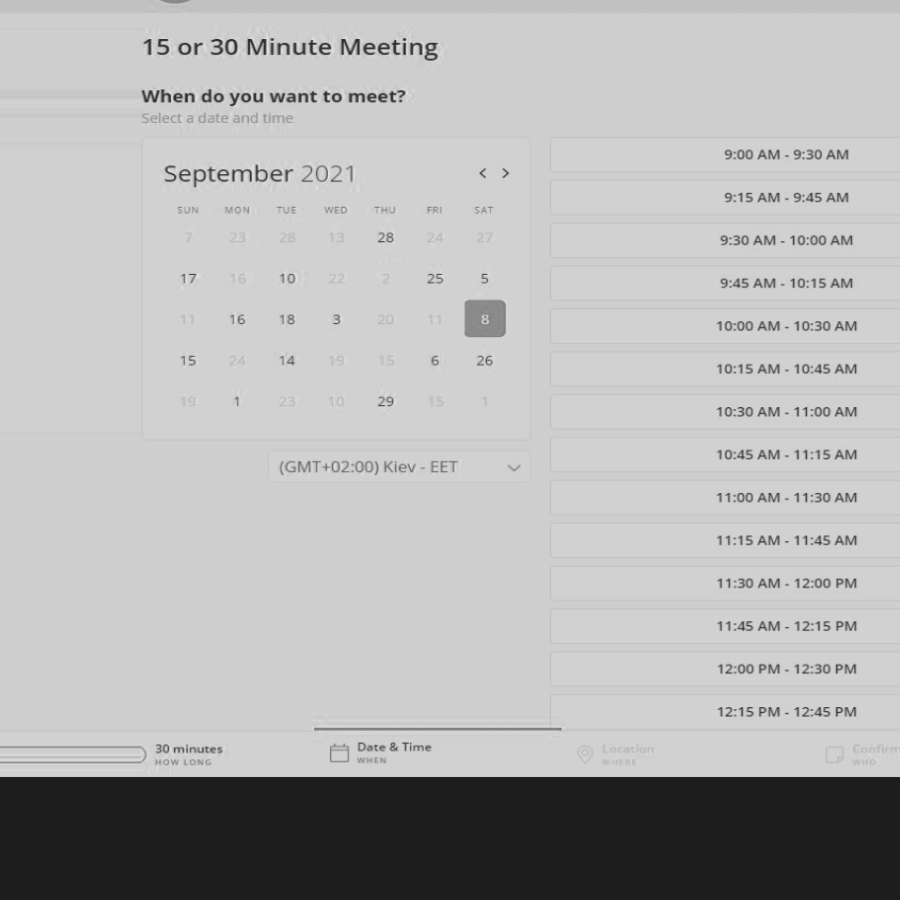 15 or 30 Minute Meeting
When do you want to meet?
Select a date and time
September 2021 < >
SUN MON TUE WED THU FRI SAT
7 23 28 13 28 24 27
17 16 10 22 2 25 5
11 16 18 3 20 11 8
15 24 14 19 15 6 26
19 1 23 10 29 15 1
(GMT+02:00) Kiev - EET
9:00 AM - 9:30 AM
9:15 AM - 9:45 AM
9:30 AM - 10:00 AM
9:45 AM - 10:15 AM
10:00 AM - 10:30 AM
10:15 AM - 10:45 AM
10:30 AM - 11:00 AM
10:45 AM - 11:15 AM
11:00 AM - 11:30 AM
11:15 AM - 11:45 AM
11:30 AM - 12:00 PM
11:45 AM - 12:15 PM
12:00 PM - 12:30 PM
12:15 PM - 12:45 PM
30 minutes
HOW LONG
Date & Time
WHEN
Location
WHERE
Confirm
WHO